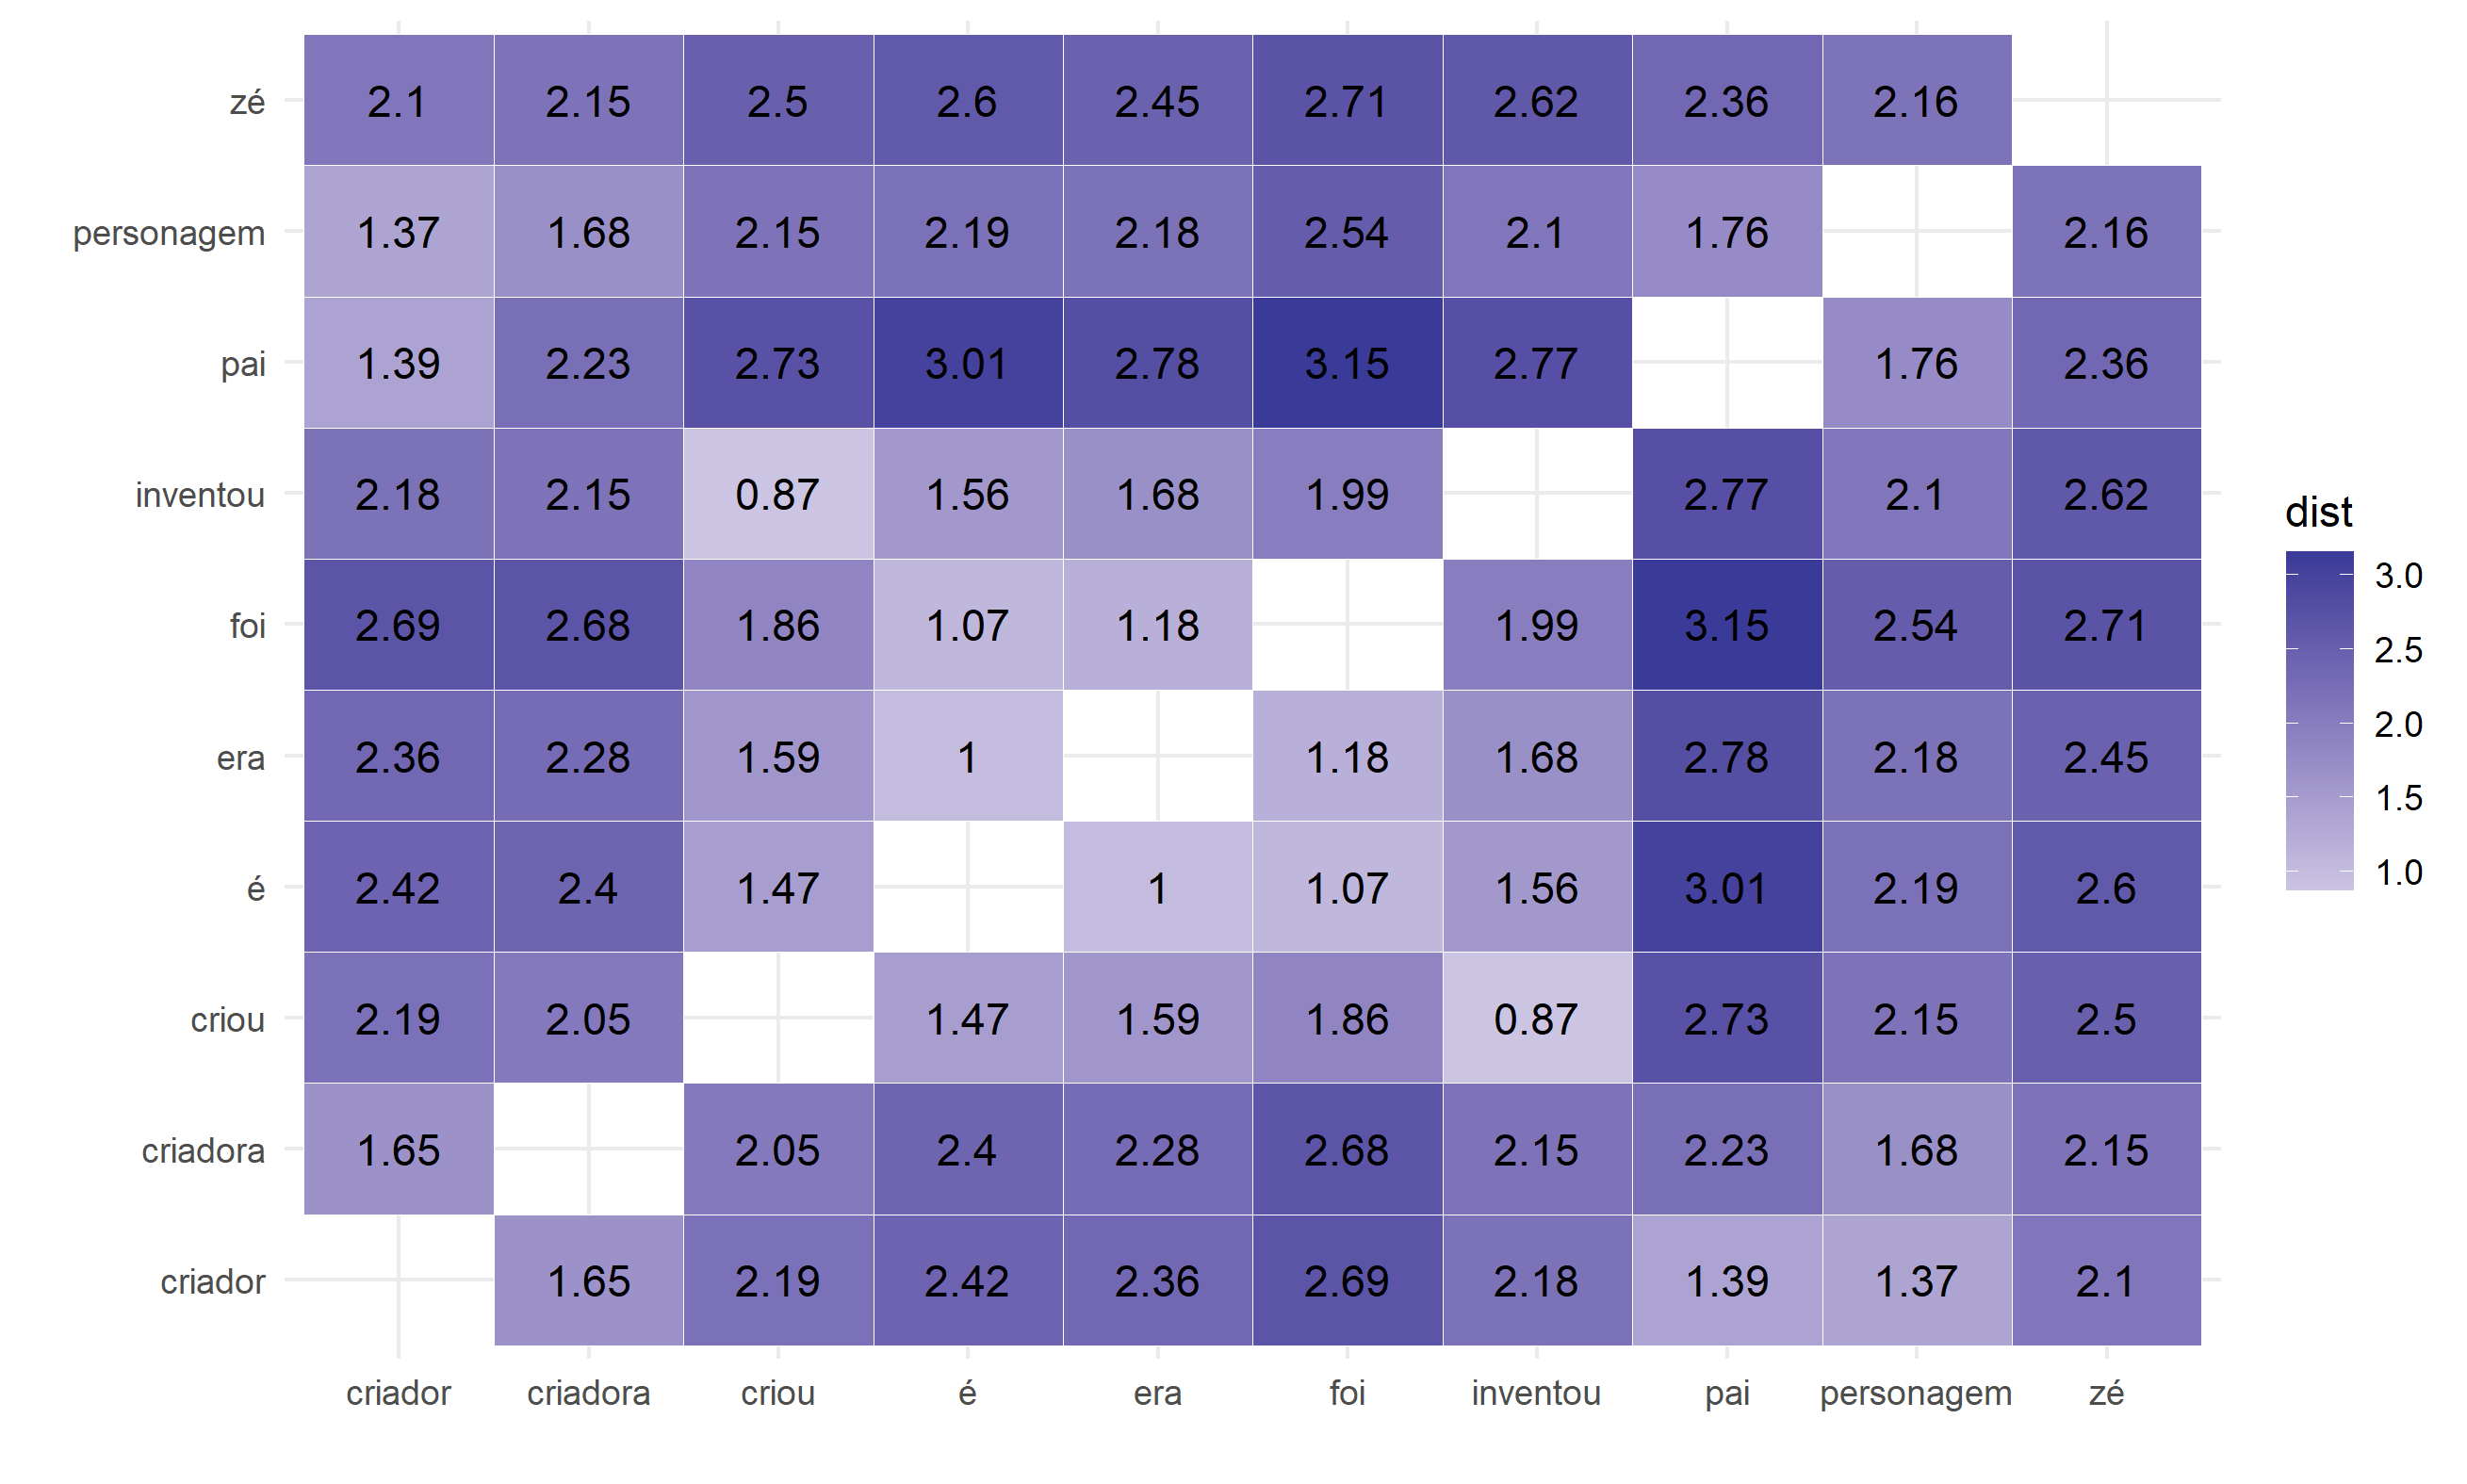 zé 2.1 2.15 2.5 2.6 2.45 2.71 2.62 2.36 2.16
personagem 1.37 1.68 2.15 2.19 2.18 2.54 2.1 1.76 2.16
pai 1.39 2.23 2.73 3.01 2.78 3.15 2.77 1.76 2.36
inventou 2.18 2.15 0.87 1.56 1.68 1.99 2.77 2.1 2.62
foi 2.69 2.68 1.86 1.07 1.18 1.99 3.15 2.54 2.71
era 2.36 2.28 1.59 1 1.18 1.68 2.78 2.18 2.45
é 2.42 2.4 1.47 1 1.07 1.56 3.01 2.19 2.6
criou 2.19 2.05 1.47 1.59 1.86 0.87 2.73 2.15 2.5
criadora 1.65 2.05 2.4 2.28 2.68 2.15 2.23 1.68 2.15
criador 1.65 2.19 2.42 2.36 2.69 2.18 1.39 1.37 2.1
criador criadora criou é era foi inventou pai personagem zé
dist
3.0
2.5
2.0
1.5
1.0